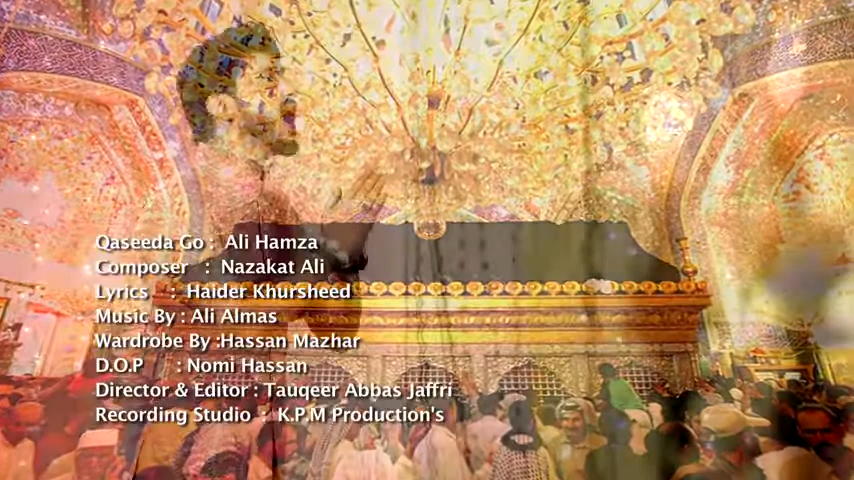 Qaseeda Go : Ali Hamza
Composer : Nazakat Ali
Lyrics : Haider Khursheed
Music By : Ali Almas
Wardrobe By :Hassan Mazhar
D.O.P : Nomi Hassan
Director & Editor : Tauqeer Abbas Jaffri
Recording Studio : K.P.M Production's